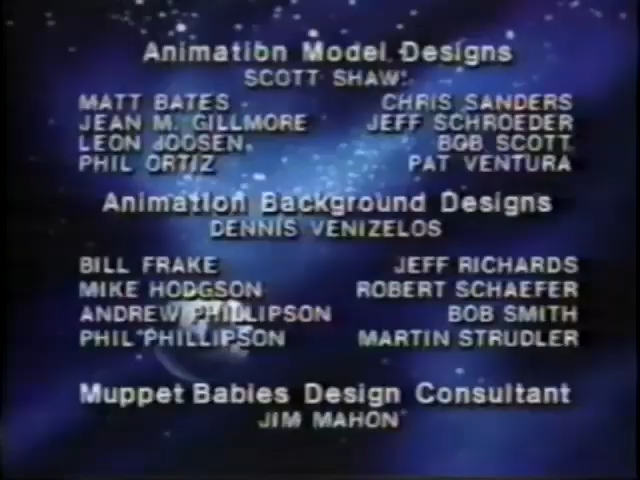 Animation Model Designs
SCOTT SHAW!
MATT BATES CHRIS SANDERS
JEAN M. GILLMORE JEFF SCHROEDER
LEON JOOSEN BOB SCOTT
PHIL ORTIZ PAT VENTURA
Animation Background Designs
DENNIS VENIZELOS
BILL FRAKE JEFF RICHARDS
MIKE HODGSON ROBERT SCHAEFER
ANDREW PHILLIPSON BOB SMITH
PHIL PHILLIPSON MARTIN STRUDLER
Muppet Babies Design Consultant
JIM MAHON